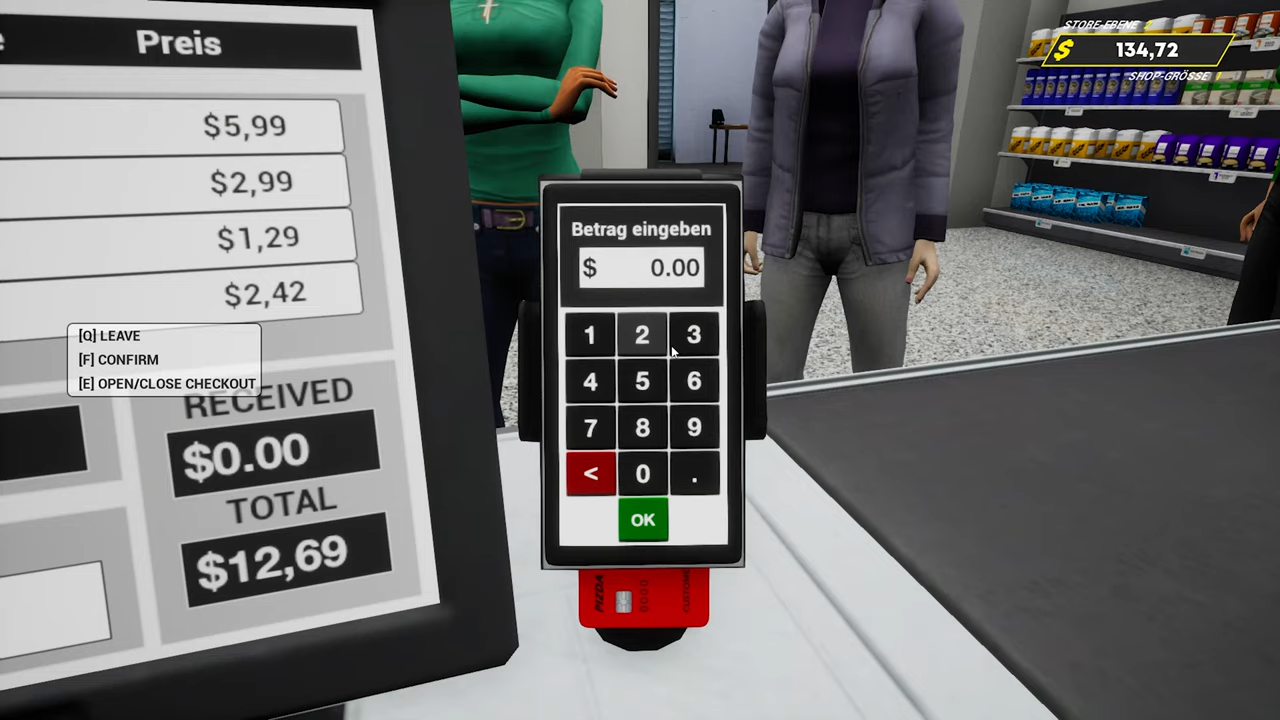 Preis
$5,99
$2,99
$1,29
$2,42
[Q] LEAVE
[F] CONFIRM
[E] OPEN/CLOSE CHECKOUT
RECEIVED
$0.00
TOTAL
$12,69
Betrag eingeben
$ 0.00
1 2 3
4 5 6
7 8 9
< 0 .
OK
PIZDA
0000
STORE-EBENE
$ 134,72
SHOP-GRÖSSE